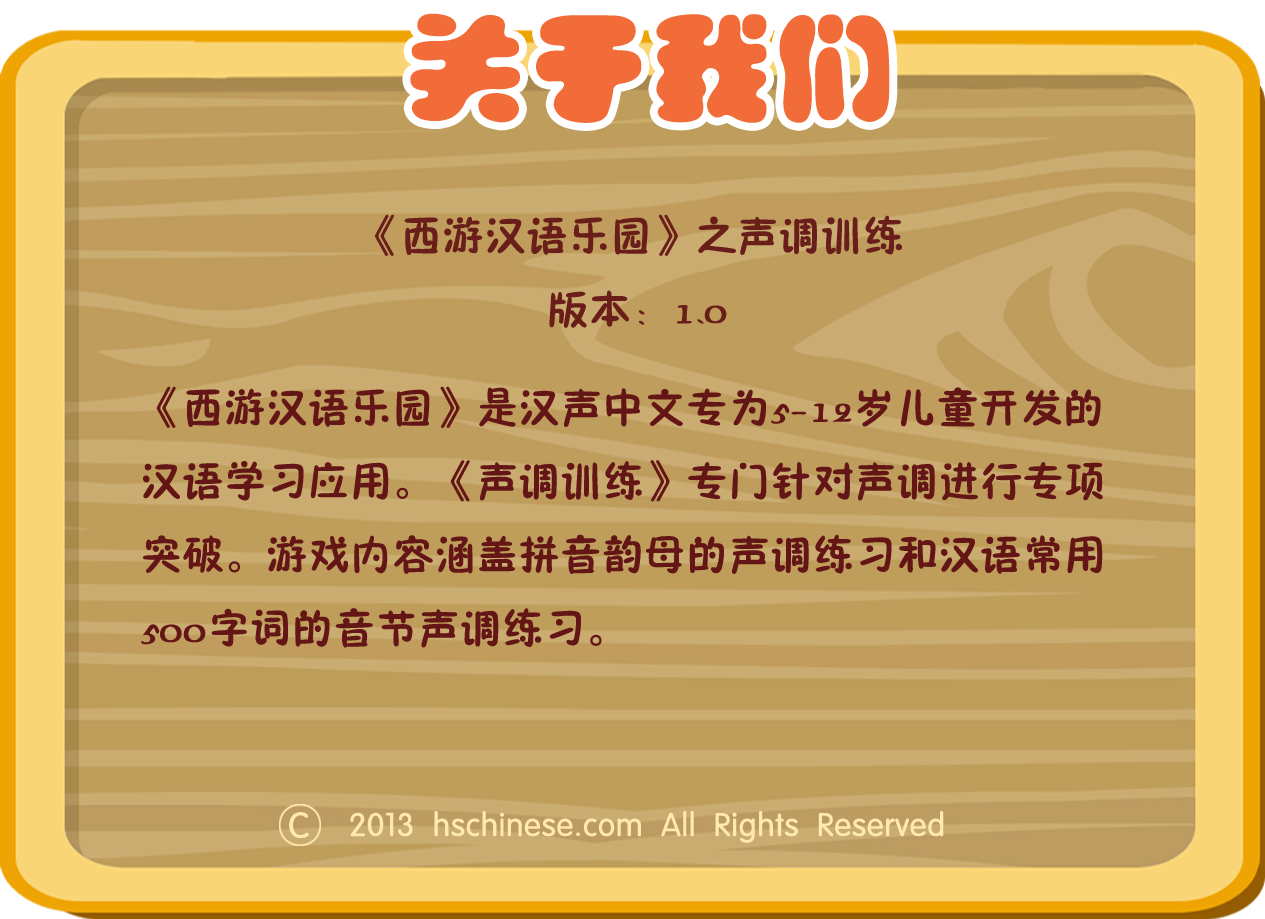 关于我们
《西游汉语乐园》之声调训练
版本：1.0
《西游汉语乐园》是汉声中文专为5-12岁儿童开发的
汉语学习应用。《声调训练》专门针对声调进行专项
突破。游戏内容涵盖拼音韵母的声调练习和汉语常用
500字词的音节声调练习。
© 2013 hschinese.com All Rights Reserved